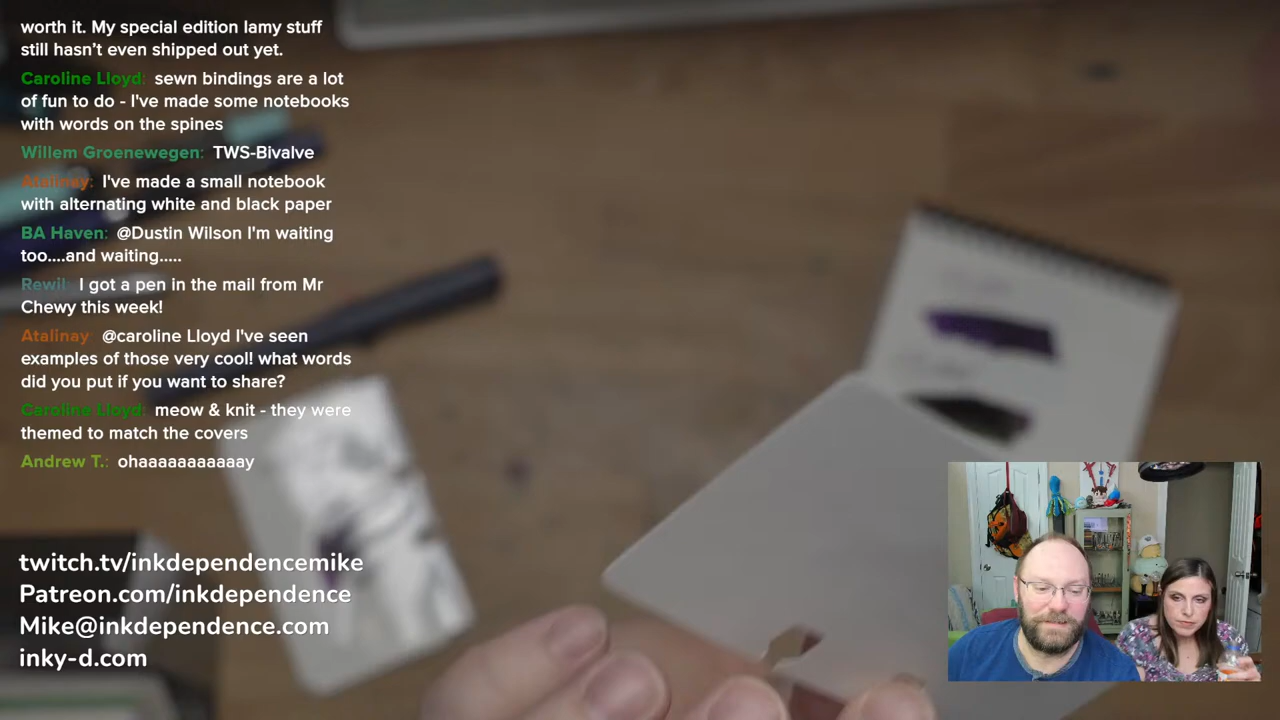 worth it. My special edition lamy stuff
still hasn't even shipped out yet.
Caroline Lloyd: sewn bindings are a lot
of fun to do - I've made some notebooks
with words on the spines
Willem Groenewegen: TWS-Bivalve
Atalinay: I've made a small notebook
with alternating white and black paper
BA Haven: @Dustin Wilson I'm waiting
too....and waiting.....
Rewil: I got a pen in the mail from Mr
Chewy this week!
Atalinay: @caroline Lloyd I've seen
examples of those very cool! what words
did you put if you want to share?
Caroline Lloyd: meow & knit - they were
themed to match the covers
Andrew T.: ohaaaaaaaaaay
twitch.tv/inkdependencemike
Patreon.com/inkdependence
Mike@inkdependence.com
inky-d.com